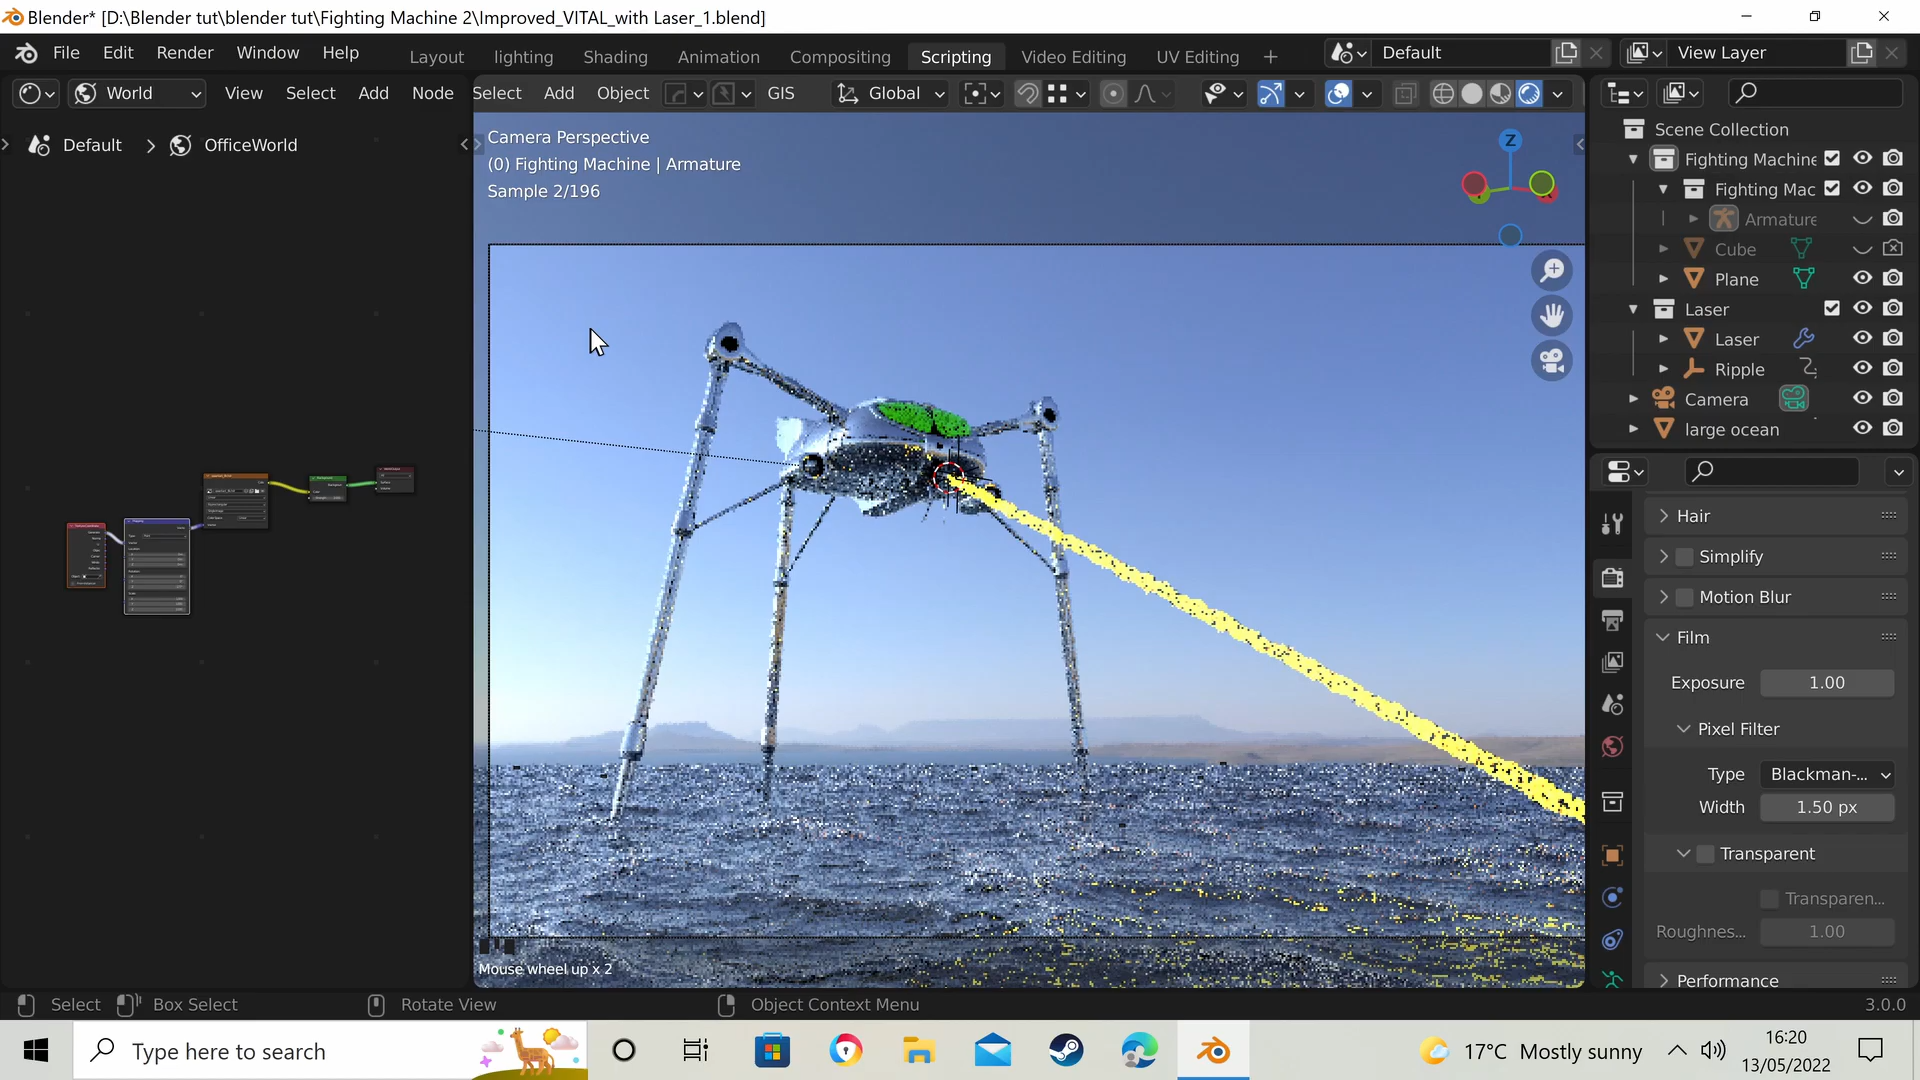 Blender* [D:\Blender tut\blender tut\Fighting Machine 2\Improved_VITAL_with Laser_1.blend]
File Edit Render Window Help Layout lighting Shading Animation Compositing Scripting Video Editing UV Editing + Default View Layer
World View Select Add Node Select Add Object GIS Global
Default > OfficeWorld
Camera Perspective
(0) Fighting Machine | Armature
Sample 2/196
Z
Mouse wheel up x 2
Scene Collection
Fighting Machine
Fighting Mac
Armature
Cube
Plane
Laser
Laser
Ripple
Camera
large ocean
Hair
Simplify
Motion Blur
Film
Exposure 1.00
Pixel Filter
Type Blackman-...
Width 1.50 px
Transparent
Transparen...
Roughnes... 1.00
Performance
Select Box Select Rotate View Object Context Menu 3.0.0
Type here to search
17°C Mostly sunny
16:20
13/05/2022